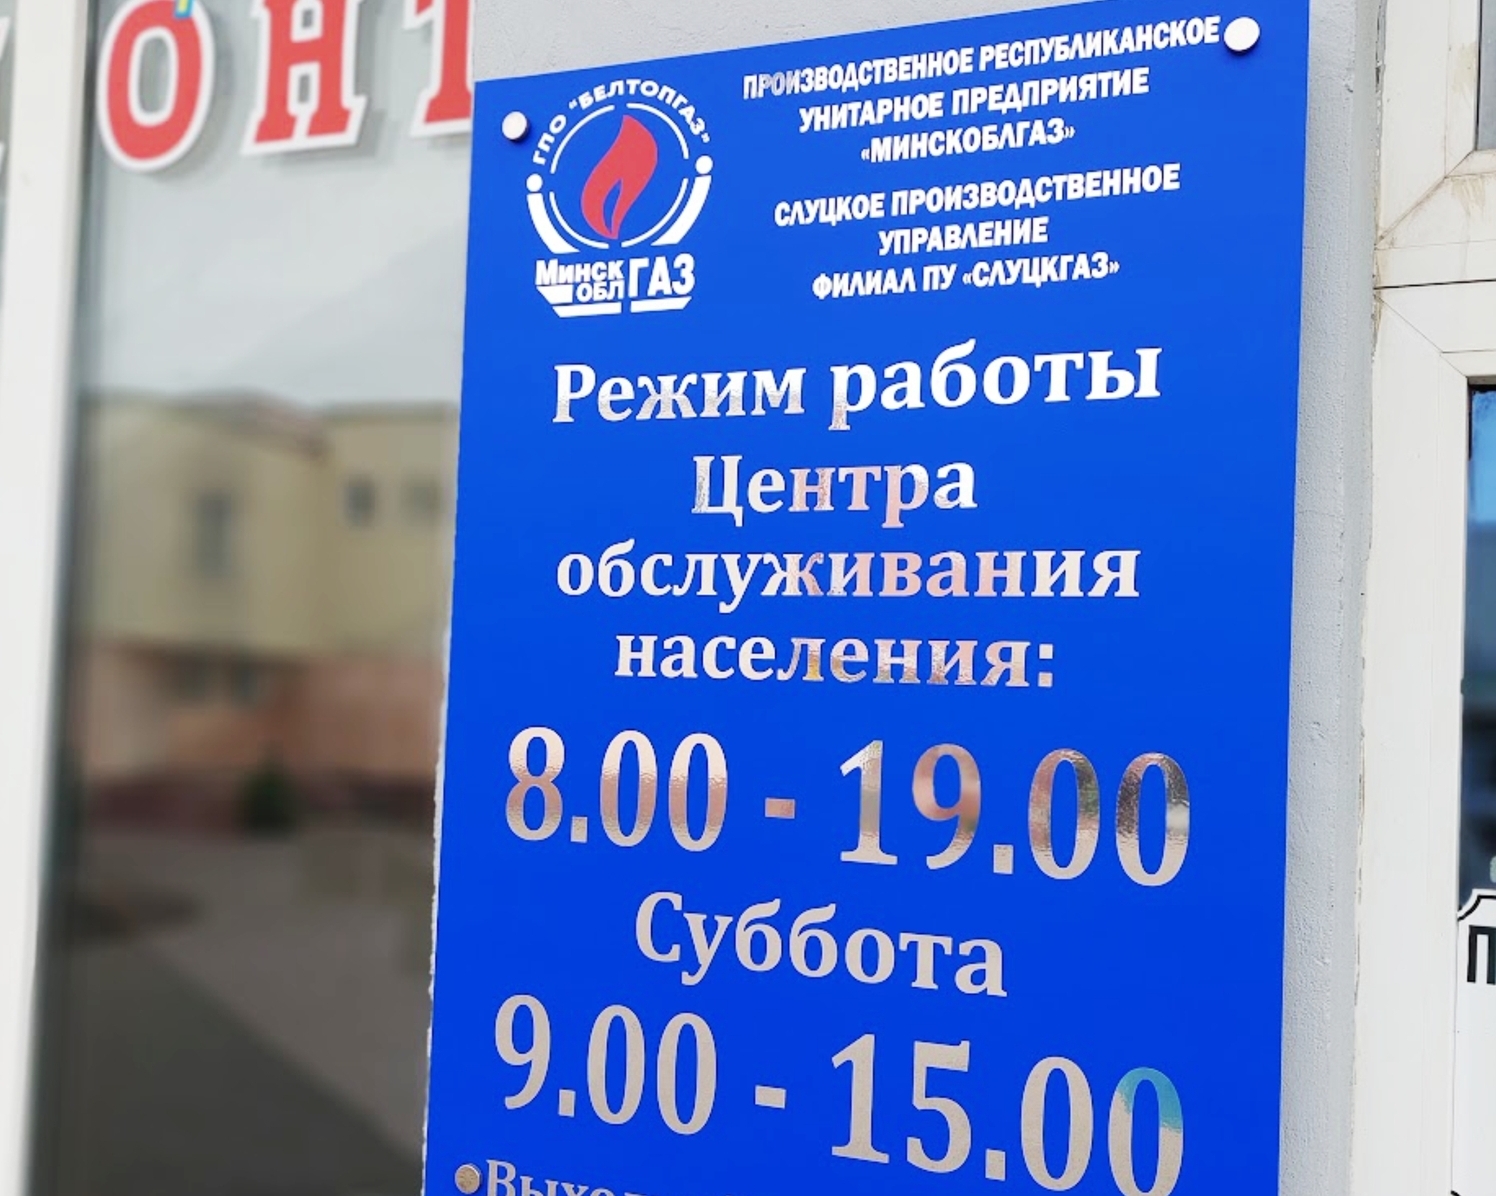 ОНТ
ГПО "БЕЛТОПГАЗ"
МИНСК
ОБЛ ГАЗ
ПРОИЗВОДСТВЕННОЕ РЕСПУБЛИКАНСКОЕ
УНИТАРНОЕ ПРЕДПРИЯТИЕ
«МИНСКОБЛГАЗ»
СЛУЦКОЕ ПРОИЗВОДСТВЕННОЕ
УПРАВЛЕНИЕ
ФИЛИАЛ ПУ «СЛУЦКГАЗ»
Режим работы
Центра
обслуживания
населения:
8.00 - 19.00
Суббота
9.00 - 15.00